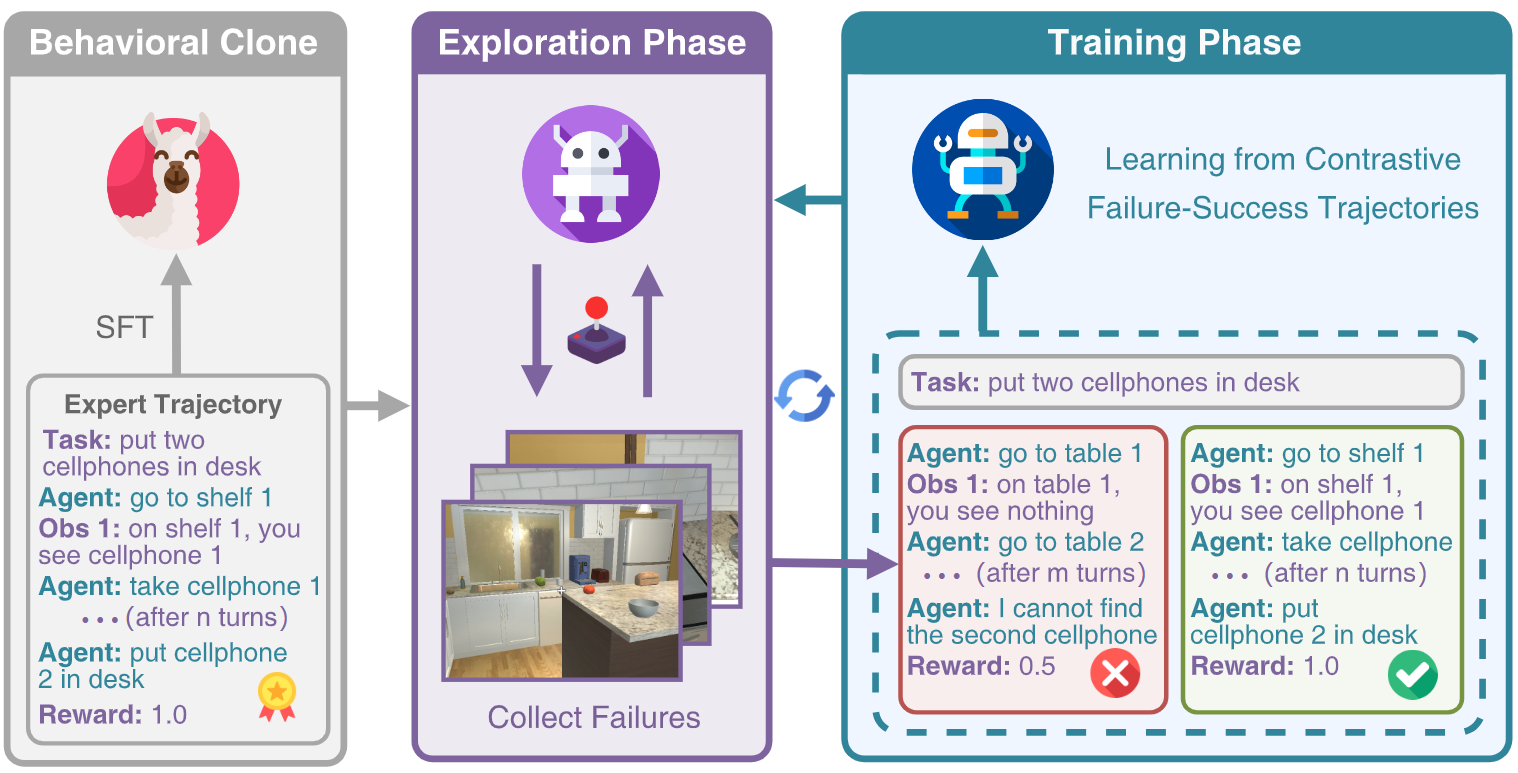 Behavioral Clone
SFT
Expert Trajectory
Task: put two
cellphones in desk
Agent: go to shelf 1
Obs 1: on shelf 1, you
see cellphone 1
Agent: take cellphone 1
... (after n turns)
Agent: put cellphone
2 in desk
Reward: 1.0
Exploration Phase
Collect Failures
Training Phase
Learning from Contrastive
Failure-Success Trajectories
Task: put two cellphones in desk
Agent: go to table 1
Obs 1: on table 1,
you see nothing
Agent: go to table 2
... (after m turns)
Agent: I cannot find
the second cellphone
Reward: 0.5
Agent: go to shelf 1
Obs 1: on shelf 1,
you see cellphone 1
Agent: take cellphone
... (after n turns)
Agent: put
cellphone 2 in desk
Reward: 1.0